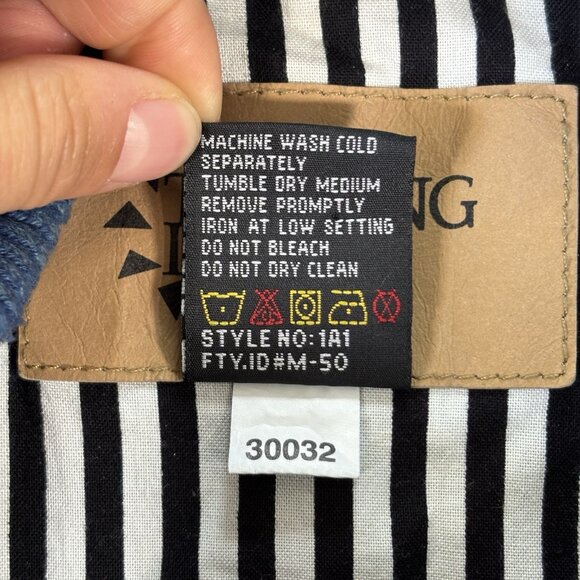 MACHINE WASH COLD
SEPARATELY
TUMBLE DRY MEDIUM
REMOVE PROMPTLY
IRON AT LOW SETTING
DO NOT BLEACH
DO NOT DRY CLEAN
STYLE NO: 1A1
FTY.ID#M-50
30032